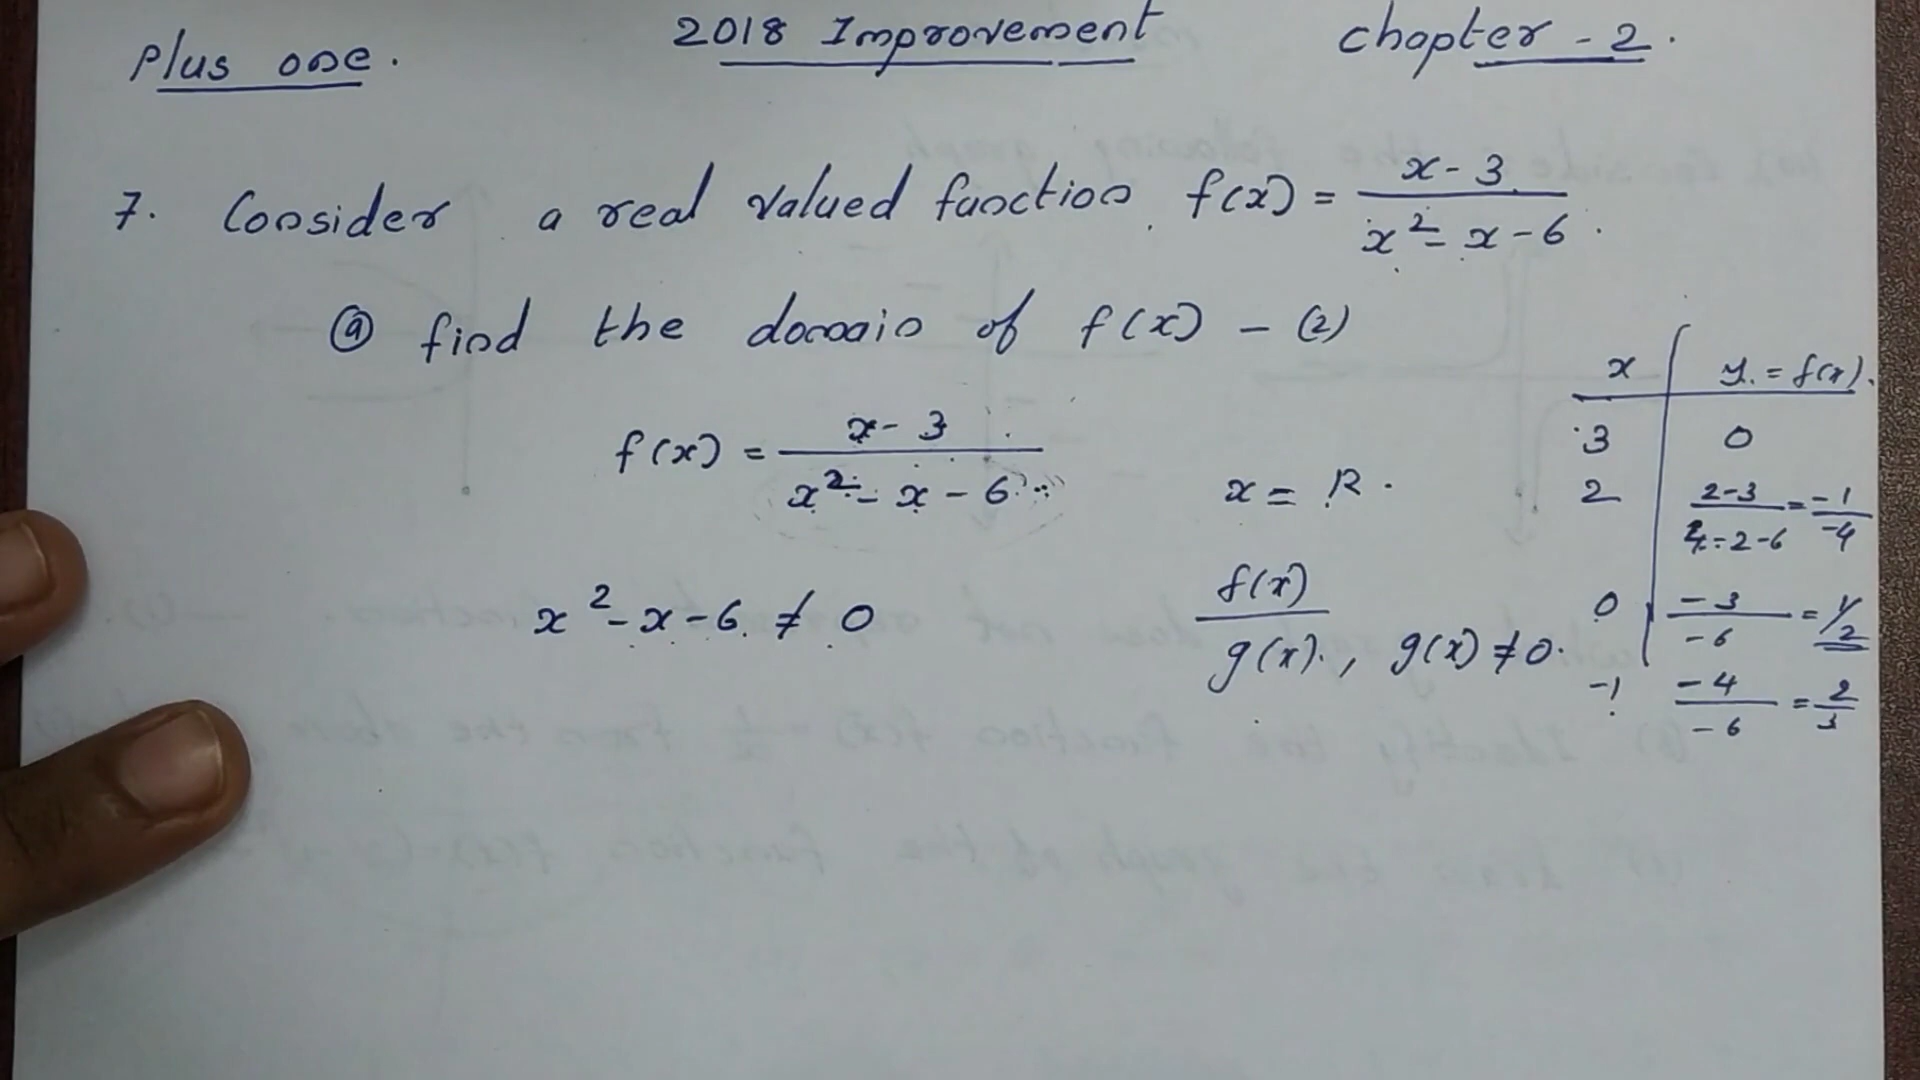 Plus one. 2018 Improvement Chapter - 2.
7. Consider a real valued function f(x) = (x - 3)/(x² - x - 6).
ⓐ find the domain of f(x) - (2)
f(x) = (x - 3)/(x² - x - 6)
x = R.
x² - x - 6 ≠ 0
f(x)/g(x), g(x) ≠ 0.
x | y = f(x).
3 | 0
2 | (2-3)/(4-2-6) = -1/-4
0 | -3/-6 = 1/2
-1 | -4/-6 = 2/3